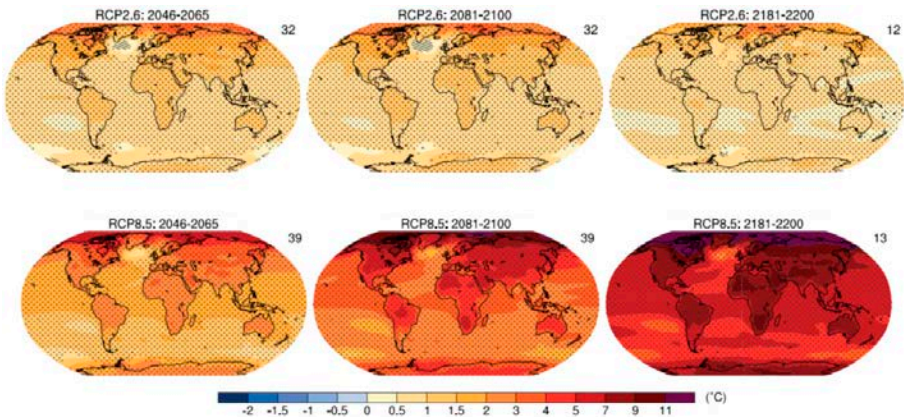 RCP2.6: 2046-2065
32
RCP2.6: 2081-2100
32
RCP2.6: 2181-2200
12
RCP8.5: 2046-2065
39
RCP8.5: 2081-2100
39
RCP8.5: 2181-2200
13
(°C)
-2 -1.5 -1 -0.5 0 0.5 1 1.5 2 3 4 5 7 9 11